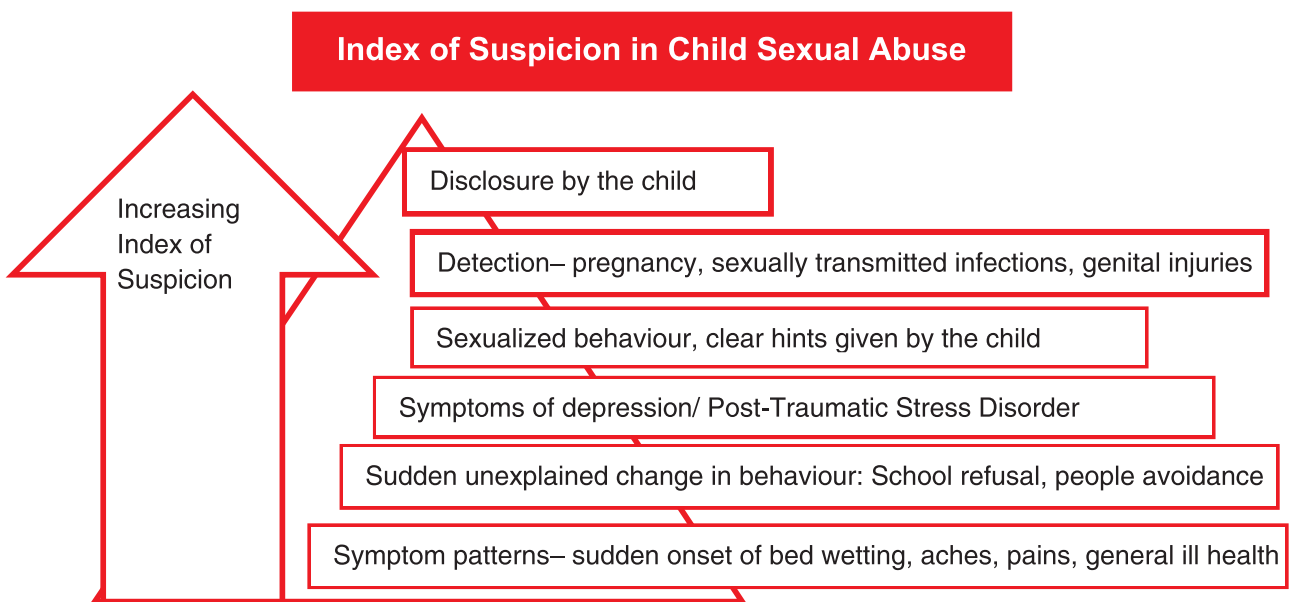 Index of Suspicion in Child Sexual Abuse
Increasing
Index of
Suspicion
Disclosure by the child
Detection– pregnancy, sexually transmitted infections, genital injuries
Sexualized behaviour, clear hints given by the child
Symptoms of depression/ Post-Traumatic Stress Disorder
Sudden unexplained change in behaviour: School refusal, people avoidance
Symptom patterns– sudden onset of bed wetting, aches, pains, general ill health